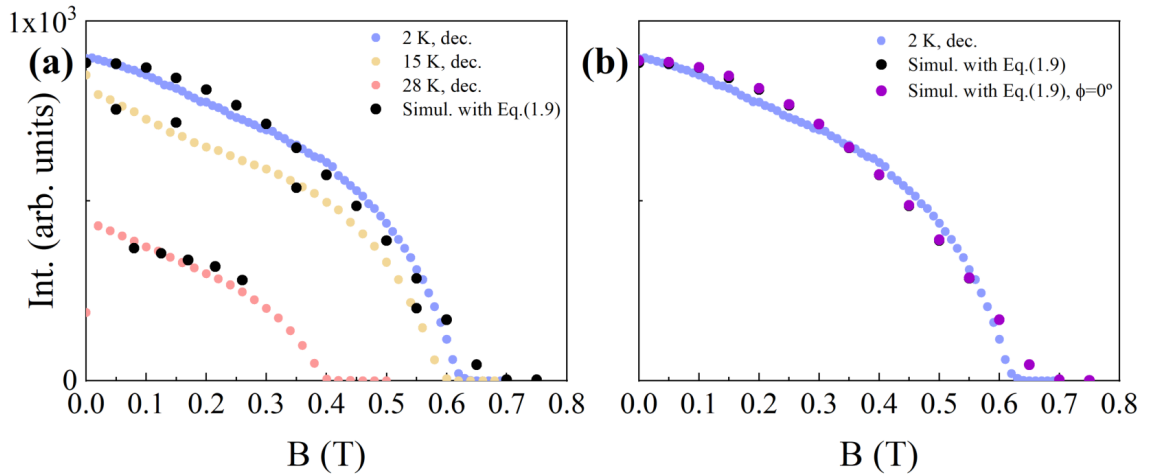 1x10³
(a)
2 K, dec.
15 K, dec.
28 K, dec.
Simul. with Eq.(1.9)
Int. (arb. units)
0
0.0 0.1 0.2 0.3 0.4 0.5 0.6 0.7 0.8
B (T)
(b)
2 K, dec.
Simul. with Eq.(1.9)
Simul. with Eq.(1.9), ϕ=0º
0.0 0.1 0.2 0.3 0.4 0.5 0.6 0.7 0.8
B (T)